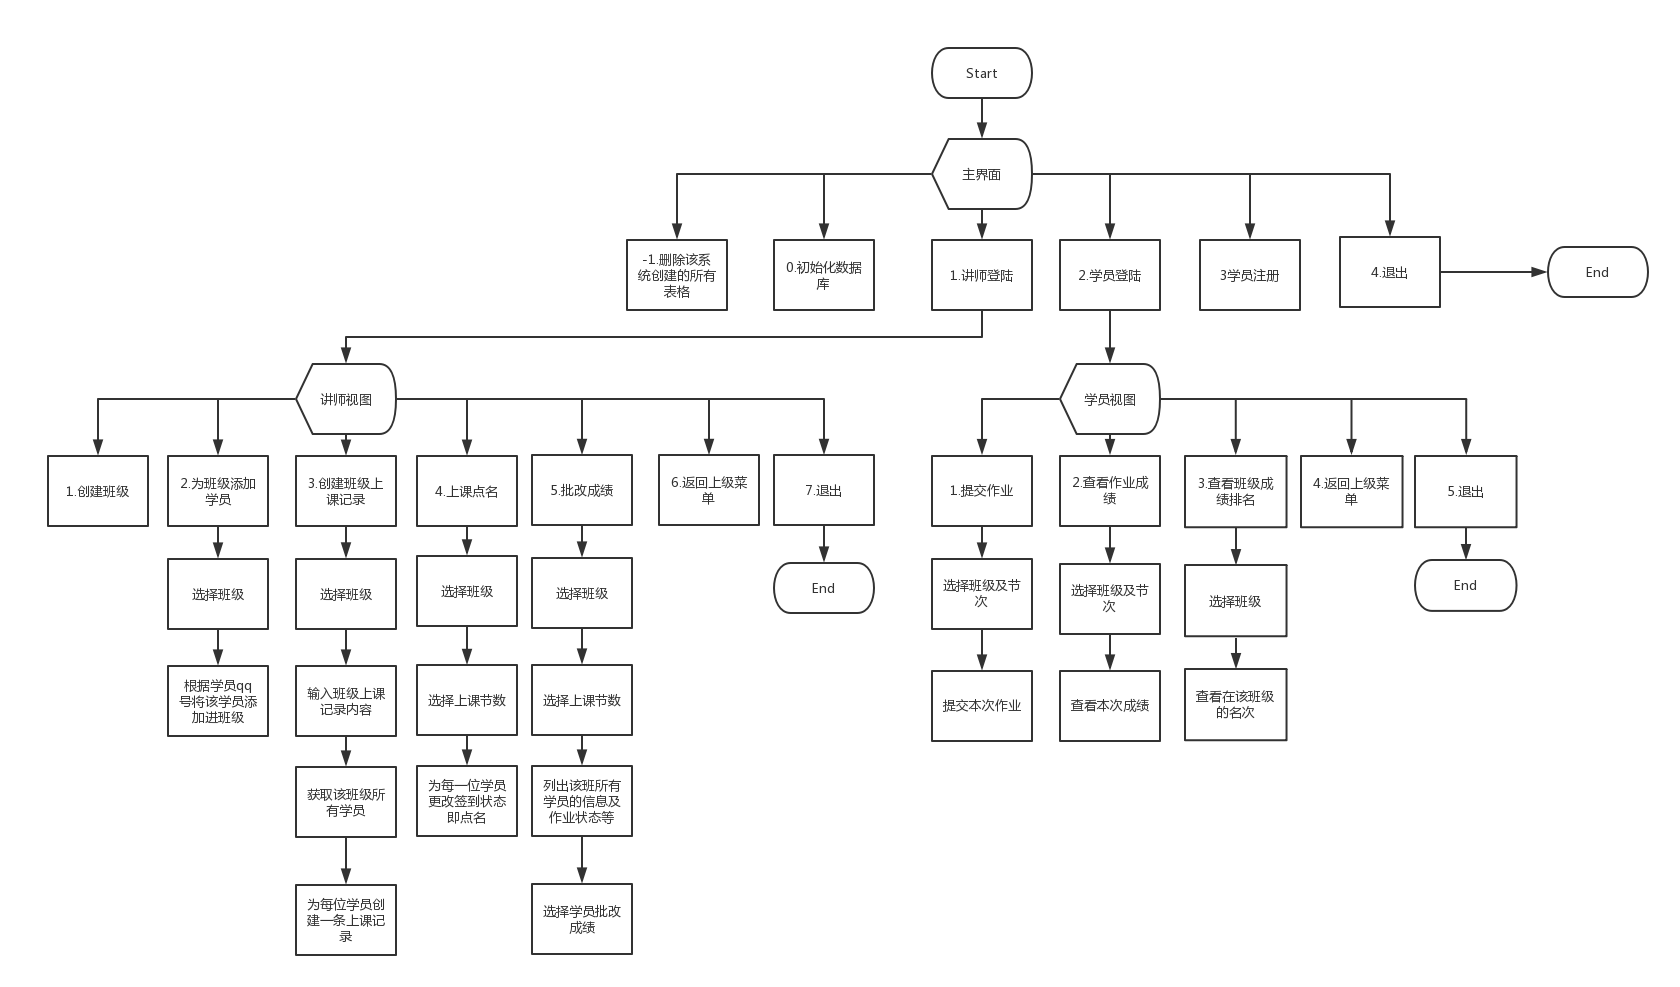 Start
主界面
-1.删除该系
统创建的所有
表格
0.初始化数据
库
1.讲师登陆
2.学员登陆
3学员注册
4.退出
End
讲师视图
学员视图
1.创建班级
2.为班级添加
学员
3.创建班级上
课记录
4.上课点名
5.批改成绩
6.返回上级菜
单
7.退出
1.提交作业
2.查看作业成
绩
3.查看班级成
绩排名
4.返回上级菜
单
5.退出
选择班级
选择班级
选择班级
选择班级
End
选择班级及节
次
选择班级及节
次
选择班级
End
根据学员qq
号将该学员添
加进班级
输入班级上课
记录内容
选择上课节数
选择上课节数
提交本次作业
查看本次成绩
查看在该班级
的名次
获取该班级所
有学员
为每一位学员
更改签到状态
即点名
列出该班所有
学员的信息及
作业状态等
为每位学员创
建一条上课记
录
选择学员批改
成绩